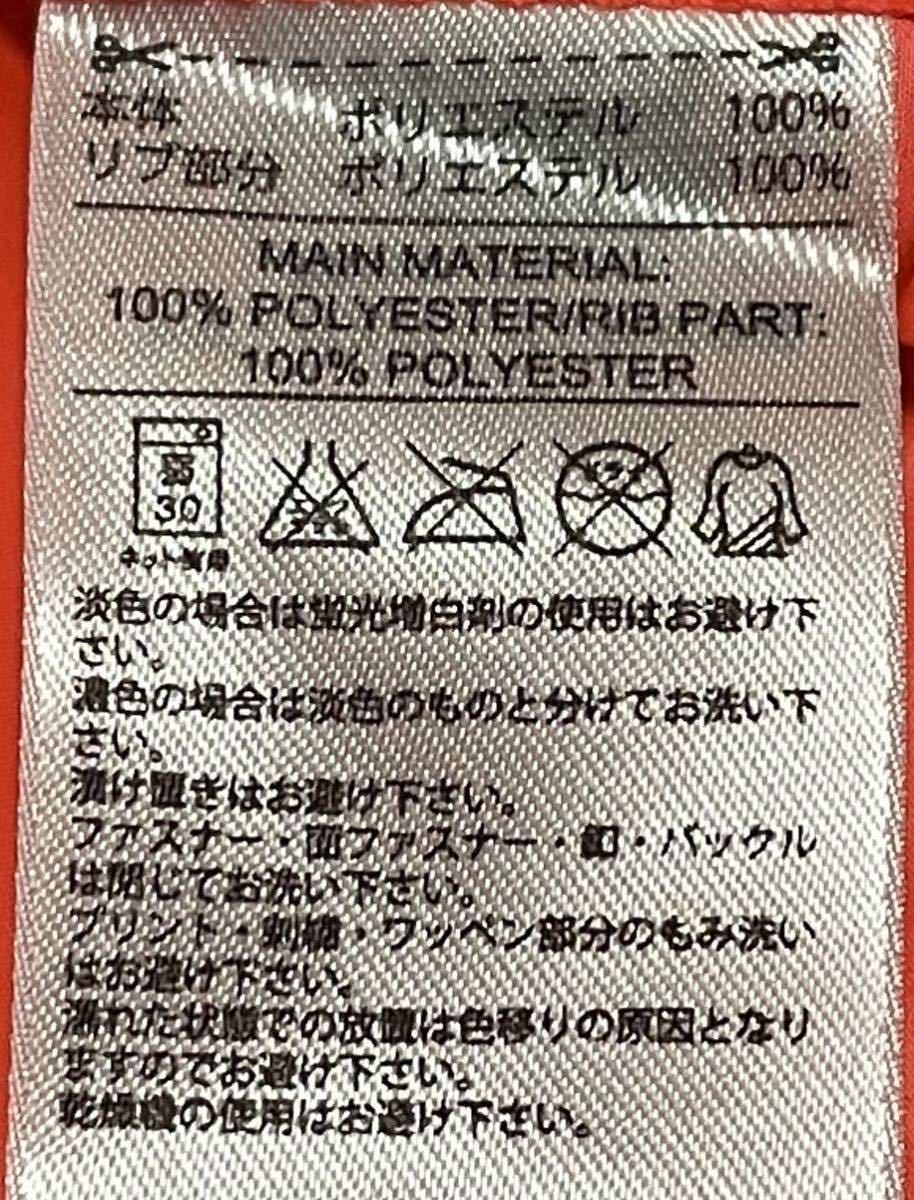 本体 ポリエステル 100%
リブ部分 ポリエステル 100%
MAIN MATERIAL:
100% POLYESTER/RIB PART:
100% POLYESTER
弱
30
エンソサラシ
ドライ
ネット使用
淡色の場合は蛍光増白剤の使用はお避け下
さい。
濃色の場合は淡色のものと分けてお洗い下
さい。
漬け置きはお避け下さい。
ファスナー・面ファスナー・釦・バックル
は閉じてお洗い下さい。
プリント・刺繍・ワッペン部分のもみ洗い
はお避け下さい。
濡れた状態での放置は色移りの原因となり
ますのでお避け下さい。
乾燥機の使用はお避け下さい。